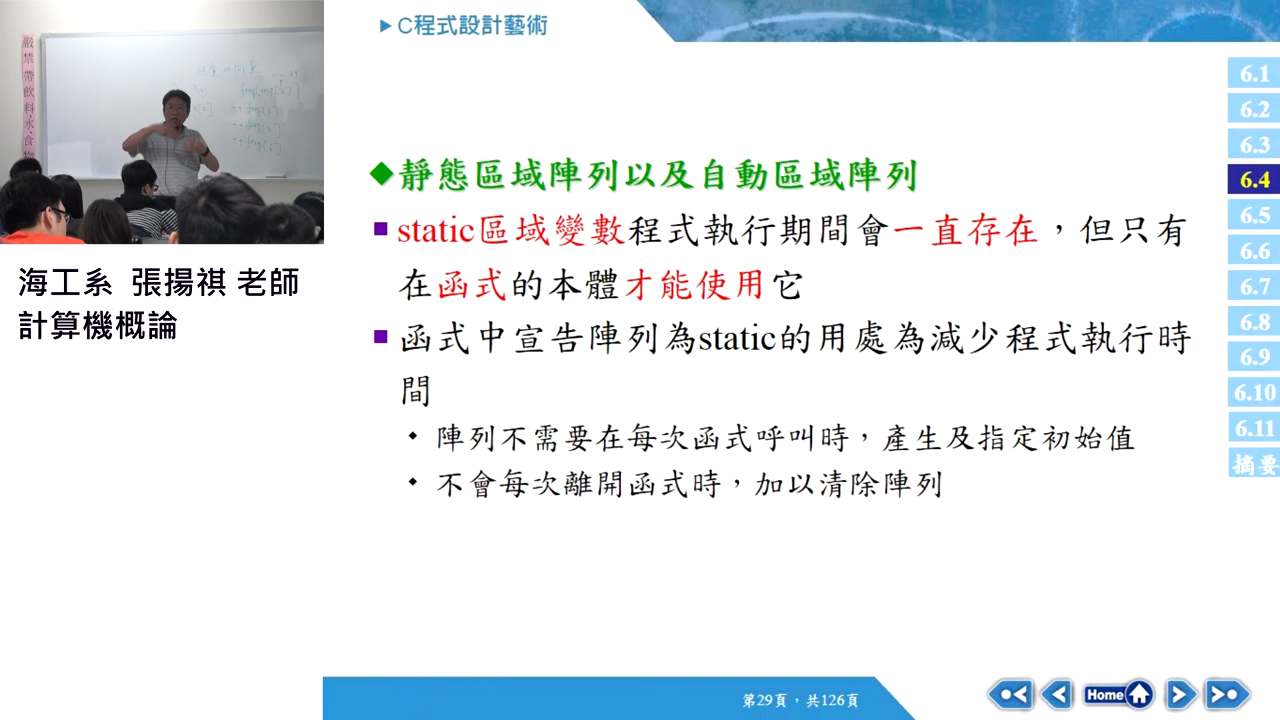 C程式設計藝術
嚴禁帶飲料.水.食物
海工系 張揚祺 老師
計算機概論
靜態區域陣列以及自動區域陣列
static區域變數程式執行期間會一直存在，但只有
在函式的本體才能使用它
函式中宣告陣列為static的用處為減少程式執行時
間
陣列不需要在每次函式呼叫時，產生及指定初始值
不會每次離開函式時，加以清除陣列
6.1
6.2
6.3
6.4
6.5
6.6
6.7
6.8
6.9
6.10
6.11
摘要
第29頁，共126頁
Home